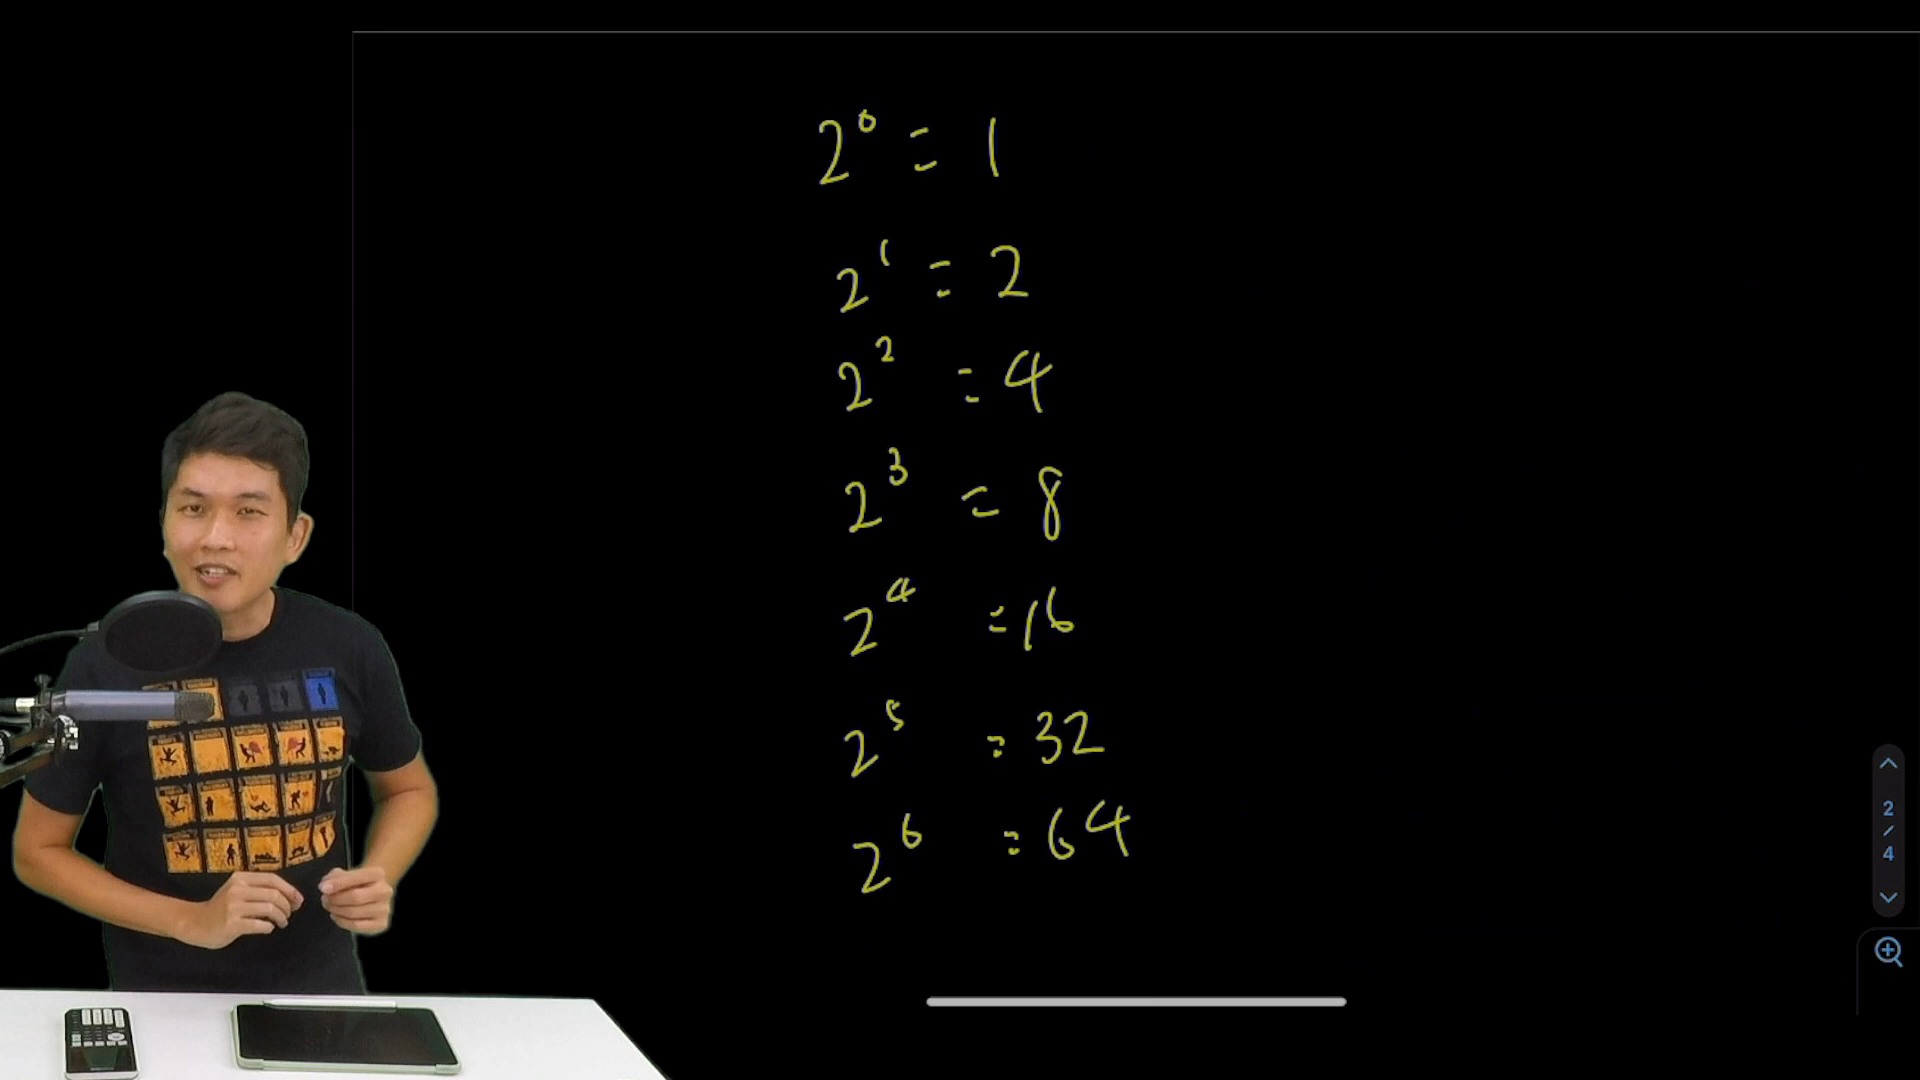 2⁰ = 1
2¹ = 2
2² = 4
2³ = 8
2⁴ = 16
2⁵ = 32
2⁶ = 64
2
/
4